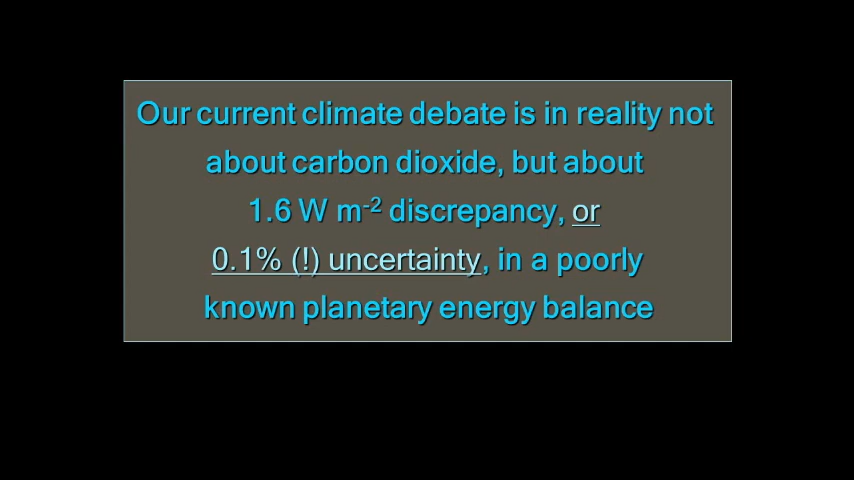 Our current climate debate is in reality not
about carbon dioxide, but about
1.6 W m⁻² discrepancy, or
0.1% (!) uncertainty, in a poorly
known planetary energy balance